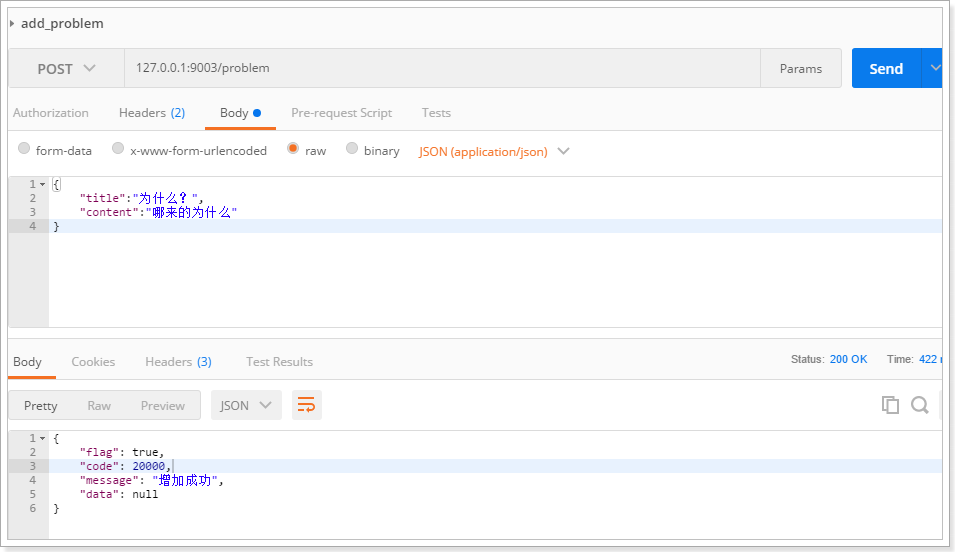 add_problem
POST 127.0.0.1:9003/problem Params Send
Authorization Headers (2) Body Pre-request Script Tests
form-data x-www-form-urlencoded raw binary JSON (application/json)
1 {
2 "title":"为什么？",
3 "content":"哪来的为什么"
4 }
Body Cookies Headers (3) Test Results Status: 200 OK Time: 422
Pretty Raw Preview JSON
1 {
2 "flag": true,
3 "code": 20000,
4 "message": "增加成功",
5 "data": null
6 }